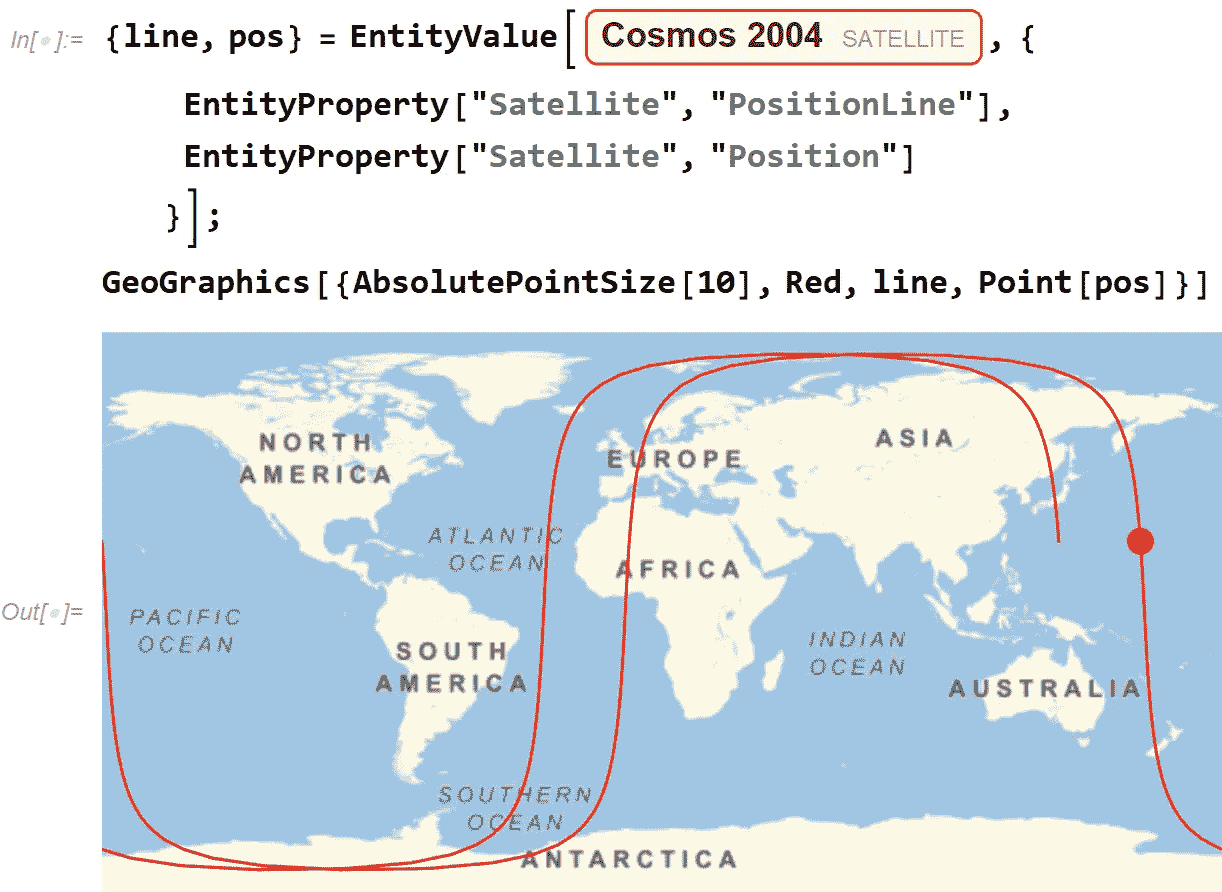 In[•]:= {line, pos} = EntityValue[ Cosmos 2004 SATELLITE , {
EntityProperty["Satellite", "PositionLine"],
EntityProperty["Satellite", "Position"]
}];
GeoGraphics[{AbsolutePointSize[10], Red, line, Point[pos]}]
Out[•]=
NORTH
AMERICA
EUROPE
ASIA
ATLANTIC
OCEAN
AFRICA
PACIFIC
OCEAN
SOUTH
AMERICA
INDIAN
OCEAN
AUSTRALIA
SOUTHERN
OCEAN
ANTARCTICA